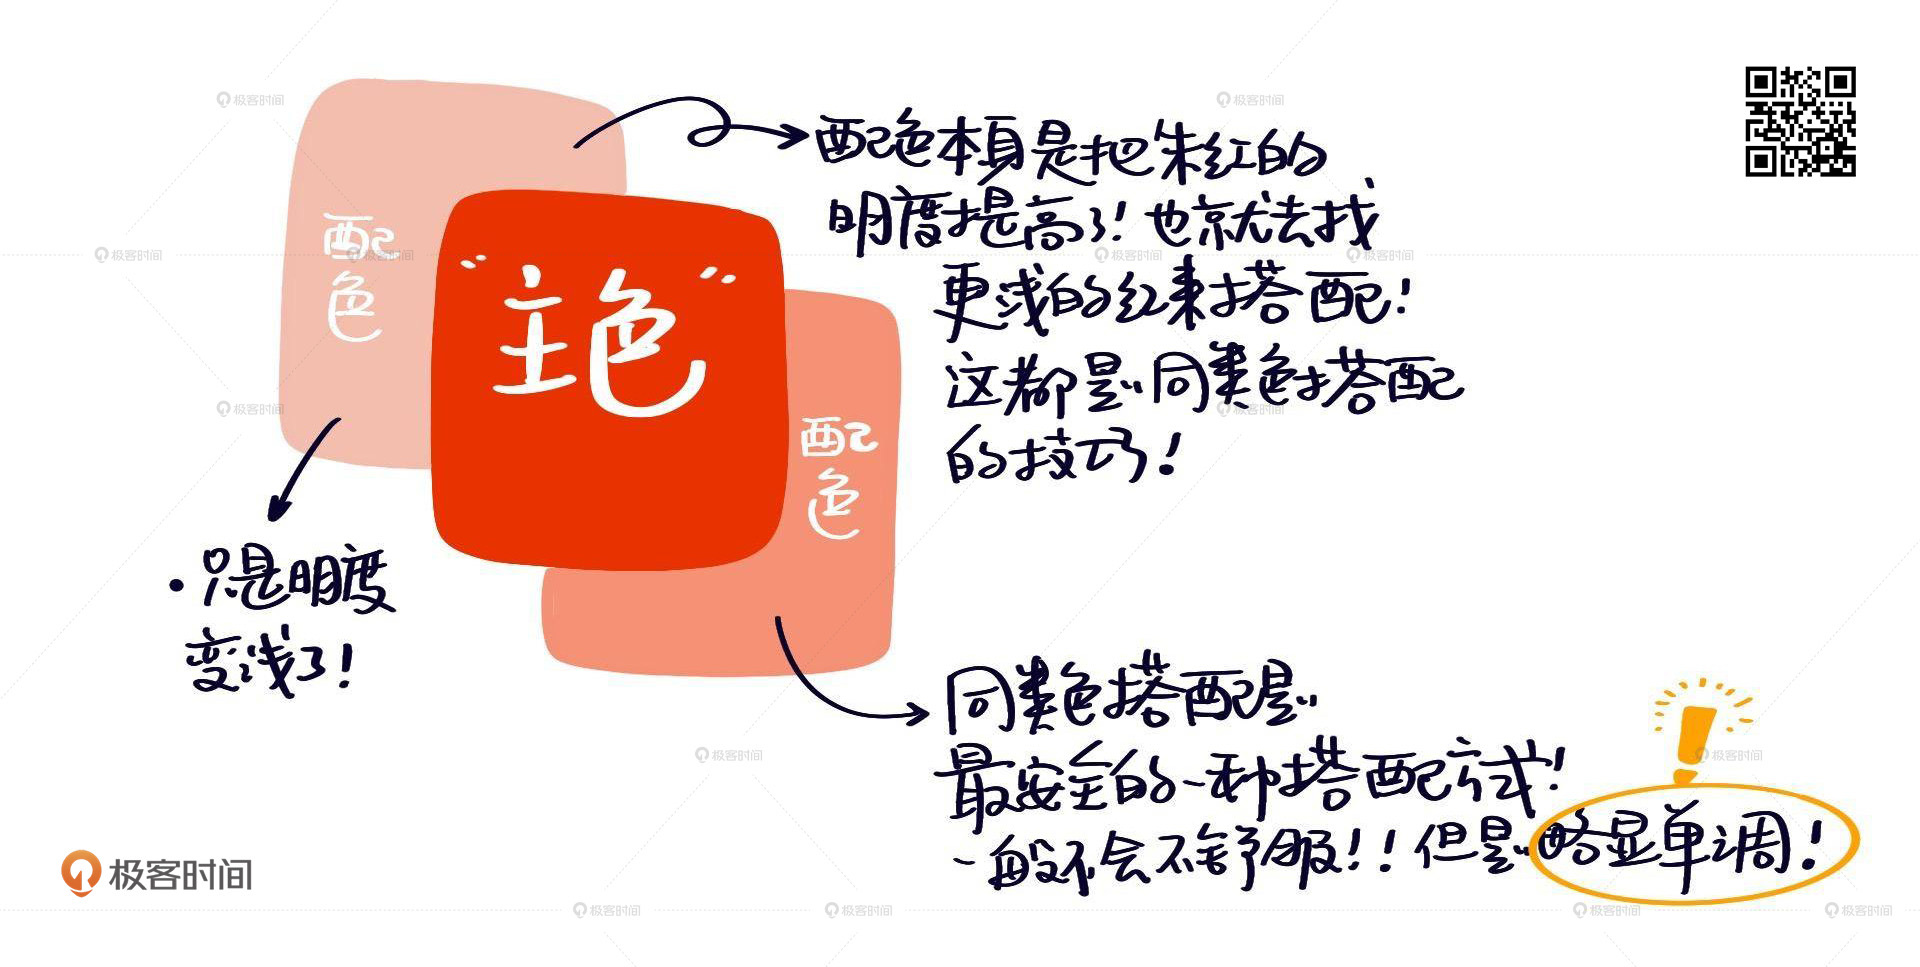 配色
"主色"
配色
配色本身是把朱红的
明度提高了！也就去找
更浅的红来搭配！
这都是同类色搭配
的技巧！
·只是明度
变浅了！
同类色搭配是
最安全的一种搭配方式！
一般不会不舒服！！但是略显单调！
极客时间